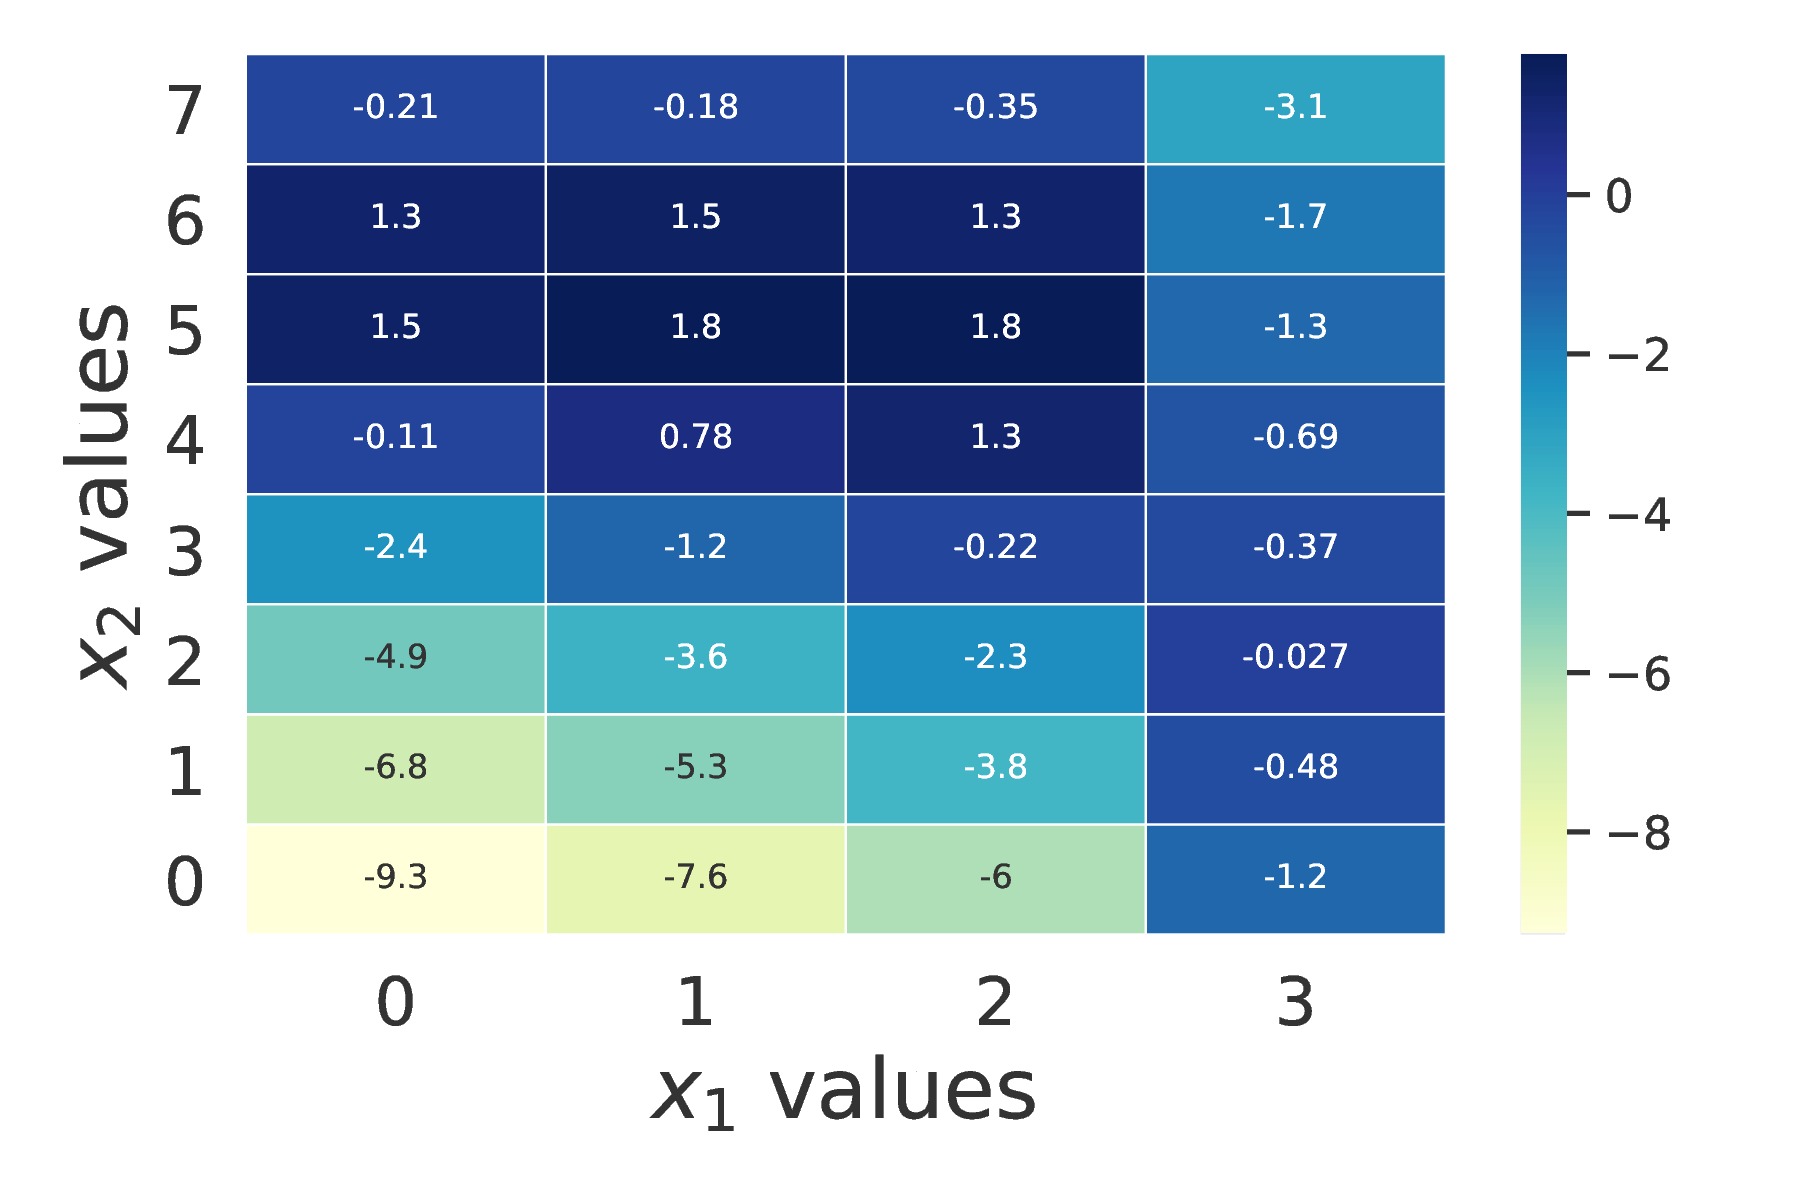 7 -0.21 -0.18 -0.35 -3.1
6 1.3 1.5 1.3 -1.7
5 1.5 1.8 1.8 -1.3
4 -0.11 0.78 1.3 -0.69
3 -2.4 -1.2 -0.22 -0.37
2 -4.9 -3.6 -2.3 -0.027
1 -6.8 -5.3 -3.8 -0.48
0 -9.3 -7.6 -6 -1.2
0 1 2 3
x₁ values
x₂ values
0
−2
−4
−6
−8